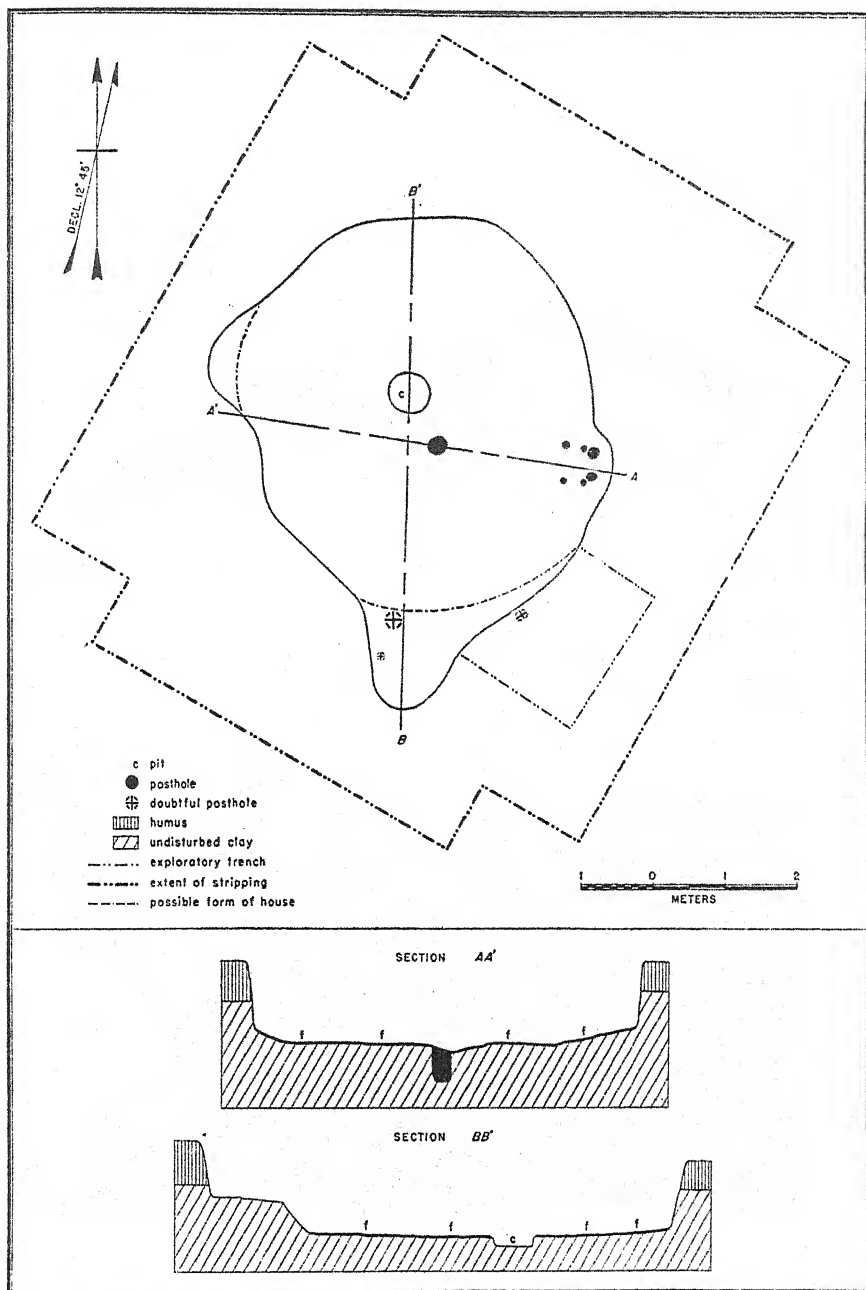 DECL. 12° 45'
B'
c
A'
A
B
c pit
posthole
doubtful posthole
humus
undisturbed clay
exploratory trench
extent of stripping
possible form of house
1 0 1 2
METERS
SECTION AA'
f f f f
SECTION BB'
f f f f
c